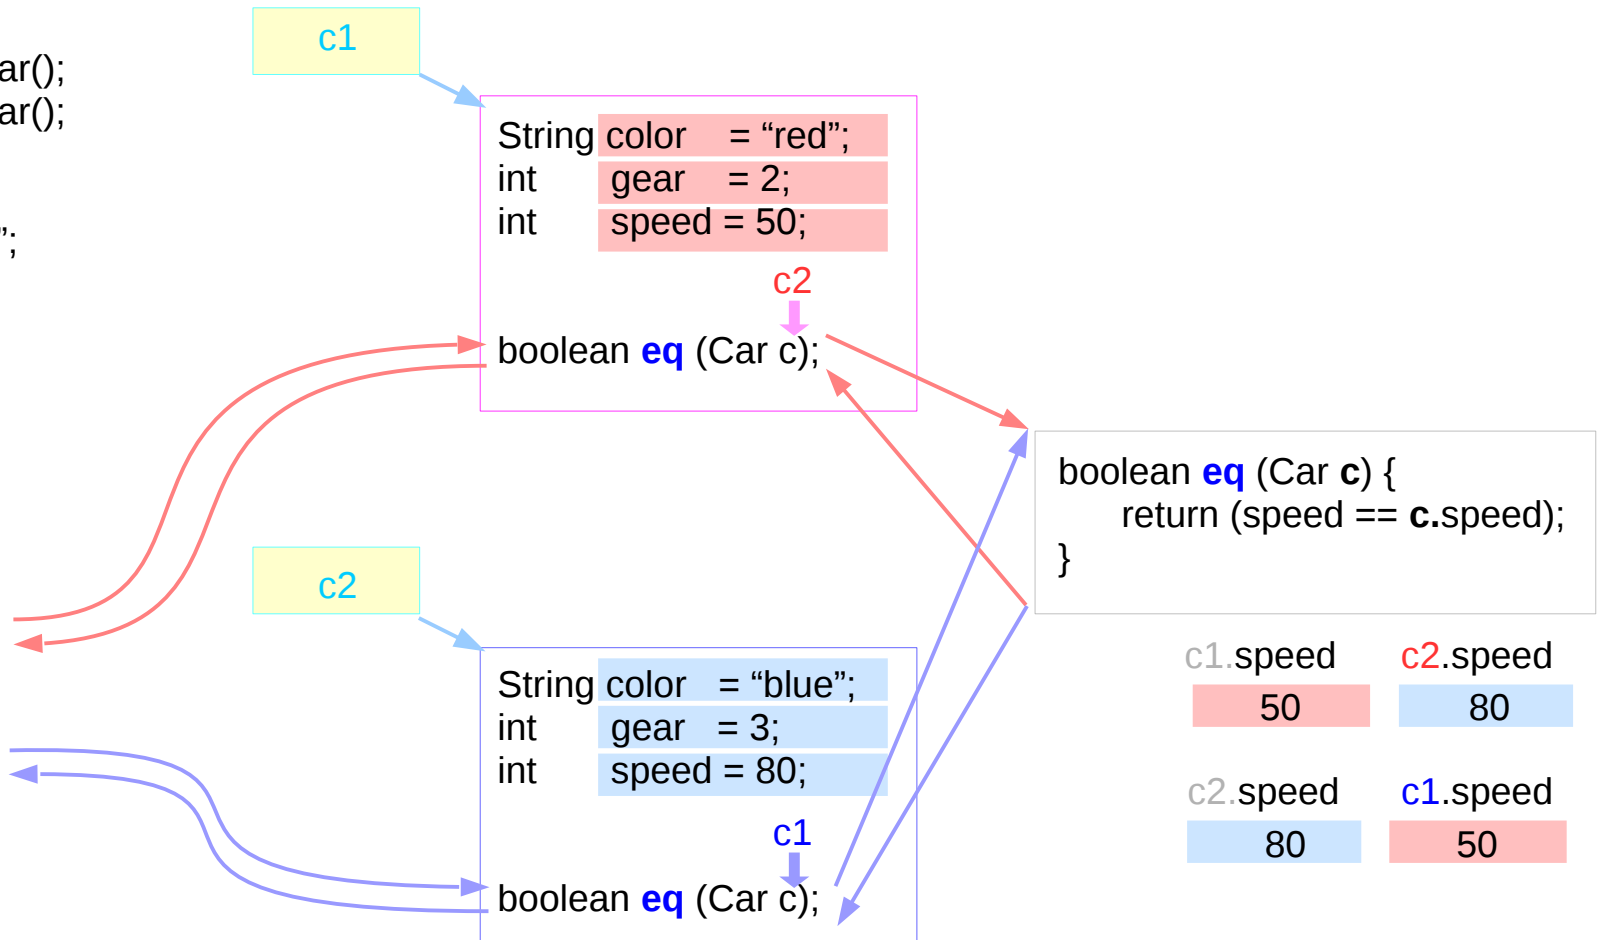 ar();
ar();
”;
c1
String color = “red”;
int gear = 2;
int speed = 50;
c2
boolean eq (Car c);
boolean eq (Car c) {
return (speed == c.speed);
}
c2
String color = “blue”;
int gear = 3;
int speed = 80;
c1
boolean eq (Car c);
c1.speed c2.speed
50 80
c2.speed c1.speed
80 50